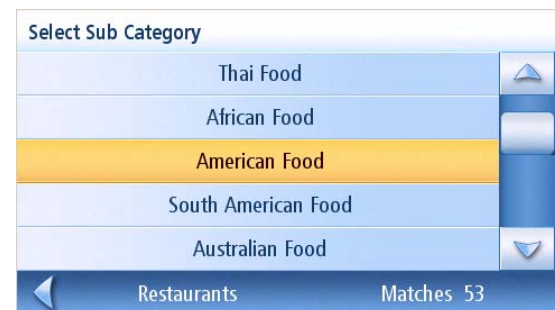 Select Sub Category
Thai Food
African Food
American Food
South American Food
Australian Food
Restaurants Matches 53